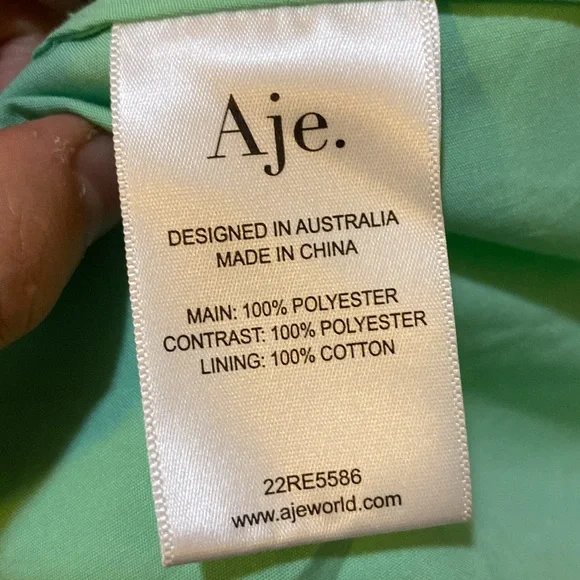 Aje.
DESIGNED IN AUSTRALIA
MADE IN CHINA
MAIN: 100% POLYESTER
CONTRAST: 100% POLYESTER
LINING: 100% COTTON
22RE5586
www.ajeworld.com